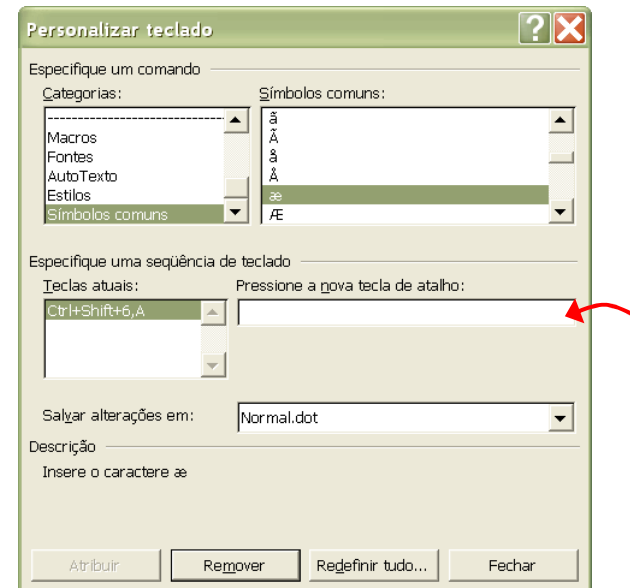 Personalizar teclado
Especifique um comando
Categorias:
Símbolos comuns:
Macros
Fontes
AutoTexto
Estilos
Símbolos comuns
ã
Ã
å
Å
æ
Æ
Especifique uma seqüência de teclado
Teclas atuais:
Pressione a nova tecla de atalho:
Ctrl+Shift+6,A
Salvar alterações em:
Normal.dot
Descrição
Insere o caractere æ
Atribuir
Remover
Redefinir tudo...
Fechar